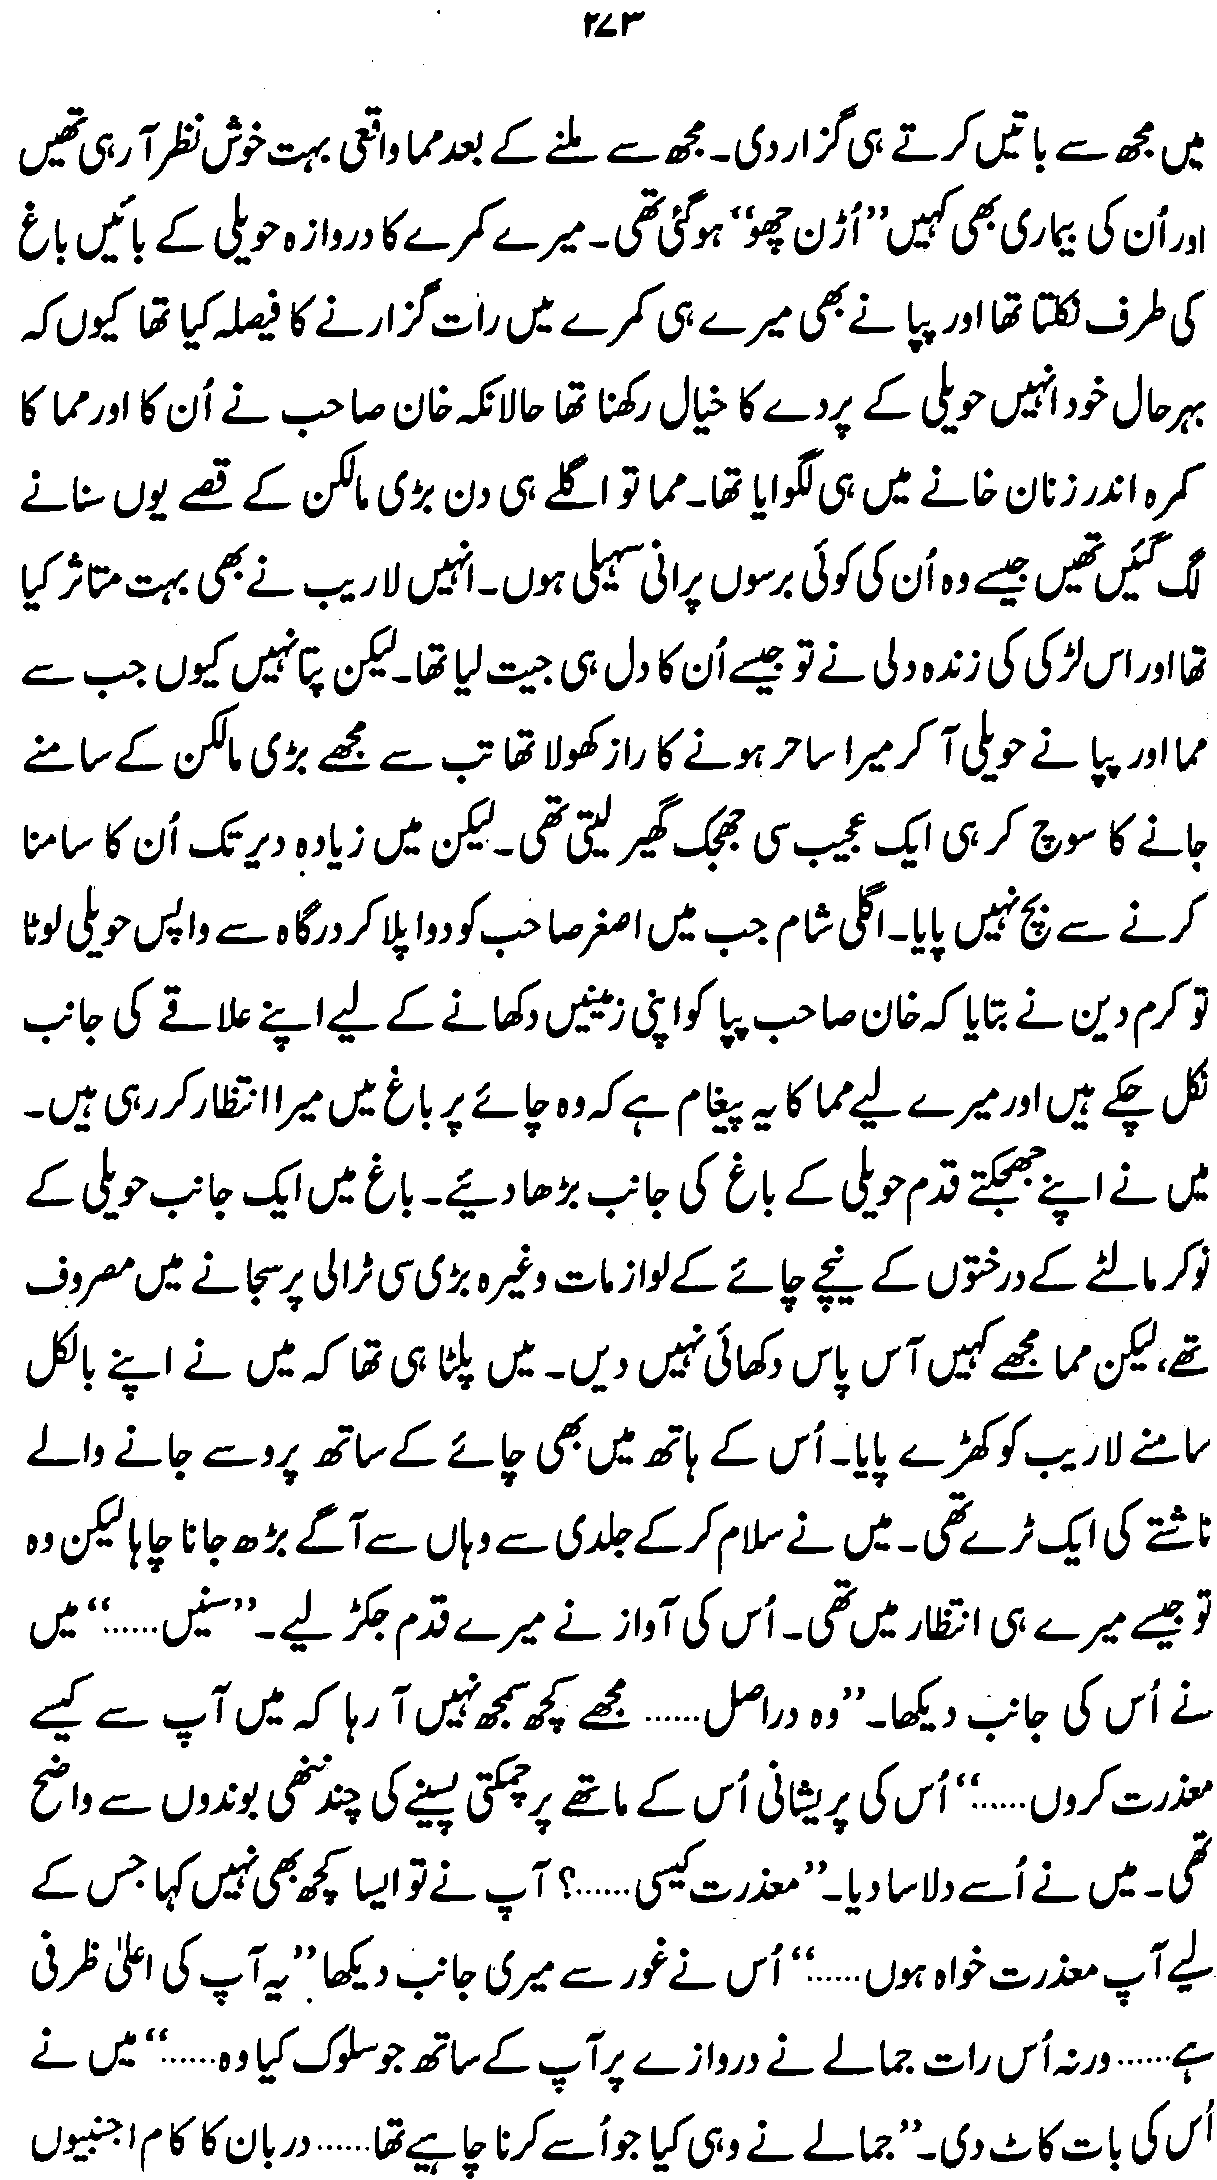 ۲۷۳
میں مجھ سے باتیں کرتے ہی گزار دی۔ مجھ سے ملنے کے بعد مما واقعی بہت خوش نظر آ رہی تھیں
اور اُن کی بیماری بھی کہیں ”اُڑن چھو“ ہوگئی تھی۔ میرے کمرے کا دروازہ حویلی کے بائیں باغ
کی طرف نکلتا تھا اور پپا نے بھی میرے ہی کمرے میں رات گزارنے کا فیصلہ کیا تھا کیوں کہ
بہرحال خود انہیں حویلی کے پردے کا خیال رکھنا تھا حالانکہ خان صاحب نے اُن کا اور مما کا
کمرہ اندر زنان خانے میں ہی لگوایا تھا۔ مما تو اگلے ہی دن بڑی مالکن کے قصے یوں سنانے
لگ گئیں تھیں جیسے وہ اُن کی کوئی برسوں پرانی سہیلی ہوں۔ انہیں لاریب نے بھی بہت متاثر کیا
تھا اور اس لڑکی کی زندہ دلی نے تو جیسے اُن کا دل ہی جیت لیا تھا۔ لیکن پتا نہیں کیوں جب سے
مما اور پپا نے حویلی آ کر میرا ساحر ہونے کا راز کھولا تھا تب سے مجھے بڑی مالکن کے سامنے
جانے کا سوچ کر ہی ایک عجیب سی جھجک گھیر لیتی تھی۔ لیکن میں زیادہ دیر تک اُن کا سامنا
کرنے سے بچ نہیں پایا۔ اگلی شام جب میں اصغر صاحب کو دوا پلا کر درگاہ سے واپس حویلی لوٹا
تو کرم دین نے بتایا کہ خان صاحب پپا کو اپنی زمینیں دکھانے کے لیے اپنے علاقے کی جانب
نکل چکے ہیں اور میرے لیے مما کا یہ پیغام ہے کہ وہ چائے پر باغ میں میرا انتظار کر رہی ہیں۔
میں نے اپنے جھجکتے قدم حویلی کے باغ کی جانب بڑھا دیئے۔ باغ میں ایک جانب حویلی کے
نوکر مالٹے کے درختوں کے نیچے چائے کے لوازمات وغیرہ بڑی سی ٹرالی پر سجانے میں مصروف
تھے، لیکن مما مجھے کہیں آس پاس دکھائی نہیں دیں۔ میں پلٹا ہی تھا کہ میں نے اپنے بالکل
سامنے لاریب کو کھڑے پایا۔ اُس کے ہاتھ میں بھی چائے کے ساتھ پروسے جانے والے
ناشتے کی ایک ٹرے تھی۔ میں نے سلام کر کے جلدی سے وہاں سے آگے بڑھ جانا چاہا لیکن وہ
تو جیسے میرے ہی انتظار میں تھی۔ اُس کی آواز نے میرے قدم جکڑ لیے۔ ”سنیں......“ میں
نے اُس کی جانب دیکھا۔ ”وہ دراصل...... مجھے کچھ سمجھ نہیں آ رہا کہ میں آپ سے کیسے
معذرت کروں......“ اُس کی پریشانی اُس کے ماتھے پر چمکتی پسینے کی چند ننھی بوندوں سے واضح
تھی۔ میں نے اُسے دلاسا دیا۔ ”معذرت کیسی......؟ آپ نے تو ایسا کچھ بھی نہیں کہا جس کے
لیے آپ معذرت خواہ ہوں......“ اُس نے غور سے میری جانب دیکھا ”یہ آپ کی اعلیٰ ظرفی
ہے...... ورنہ اُس رات جمالے نے دروازے پر آپ کے ساتھ جو سلوک کیا وہ......“ میں نے
اُس کی بات کاٹ دی۔ ”جمالے نے وہی کیا جو اُسے کرنا چاہیے تھا...... دربان کا کام اجنبیوں